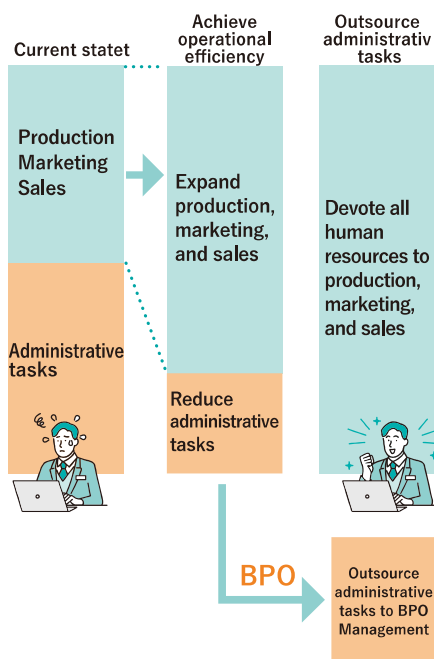 Current statet
Production
Marketing
Sales
Administrative
tasks
Achieve
operational
efficiency
Expand
production,
marketing,
and sales
Reduce
administrative
tasks
Outsource
administrativ
tasks
Devote all
human
resources to
production,
marketing,
and sales
BPO
Outsource
administrative
tasks to BPO
Management